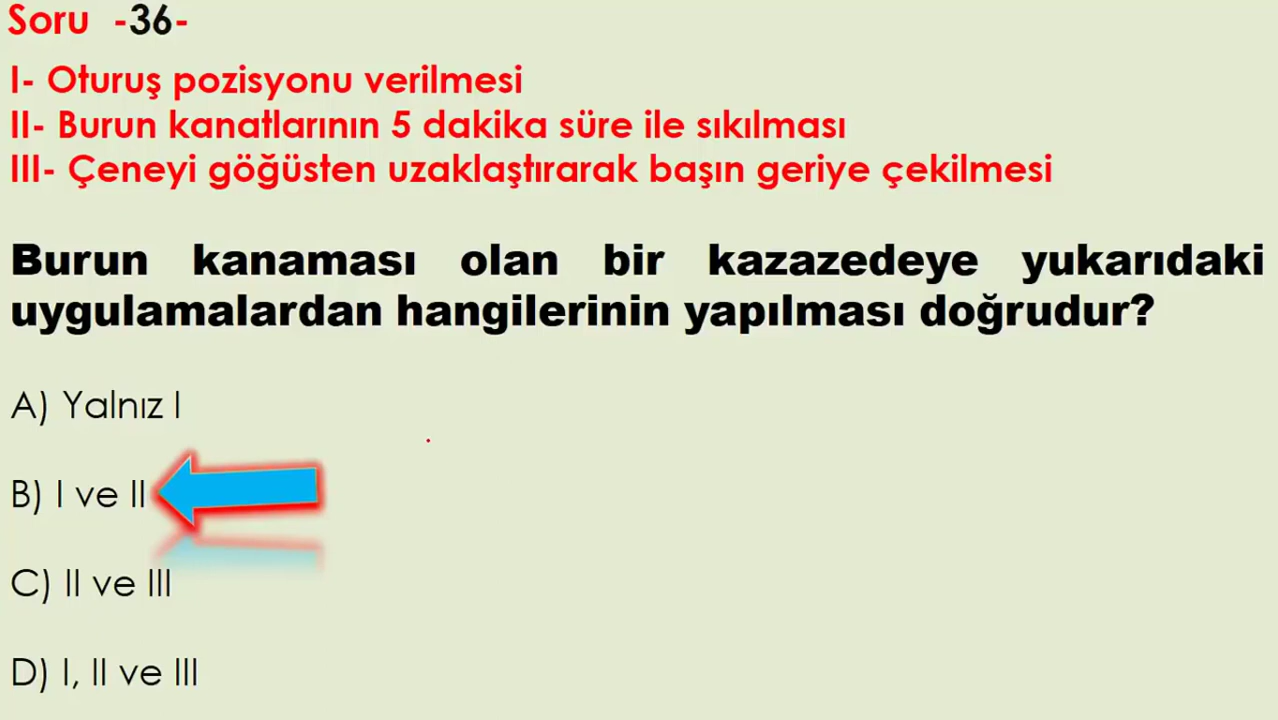 Soru -36-
I- Oturuş pozisyonu verilmesi
II- Burun kanatlarının 5 dakika süre ile sıkılması
III- Çeneyi göğüsten uzaklaştırarak başın geriye çekilmesi
Burun kanaması olan bir kazazedeye yukarıdaki
uygulamalardan hangilerinin yapılması doğrudur?
A) Yalnız I
B) I ve II
C) II ve III
D) I, II ve III